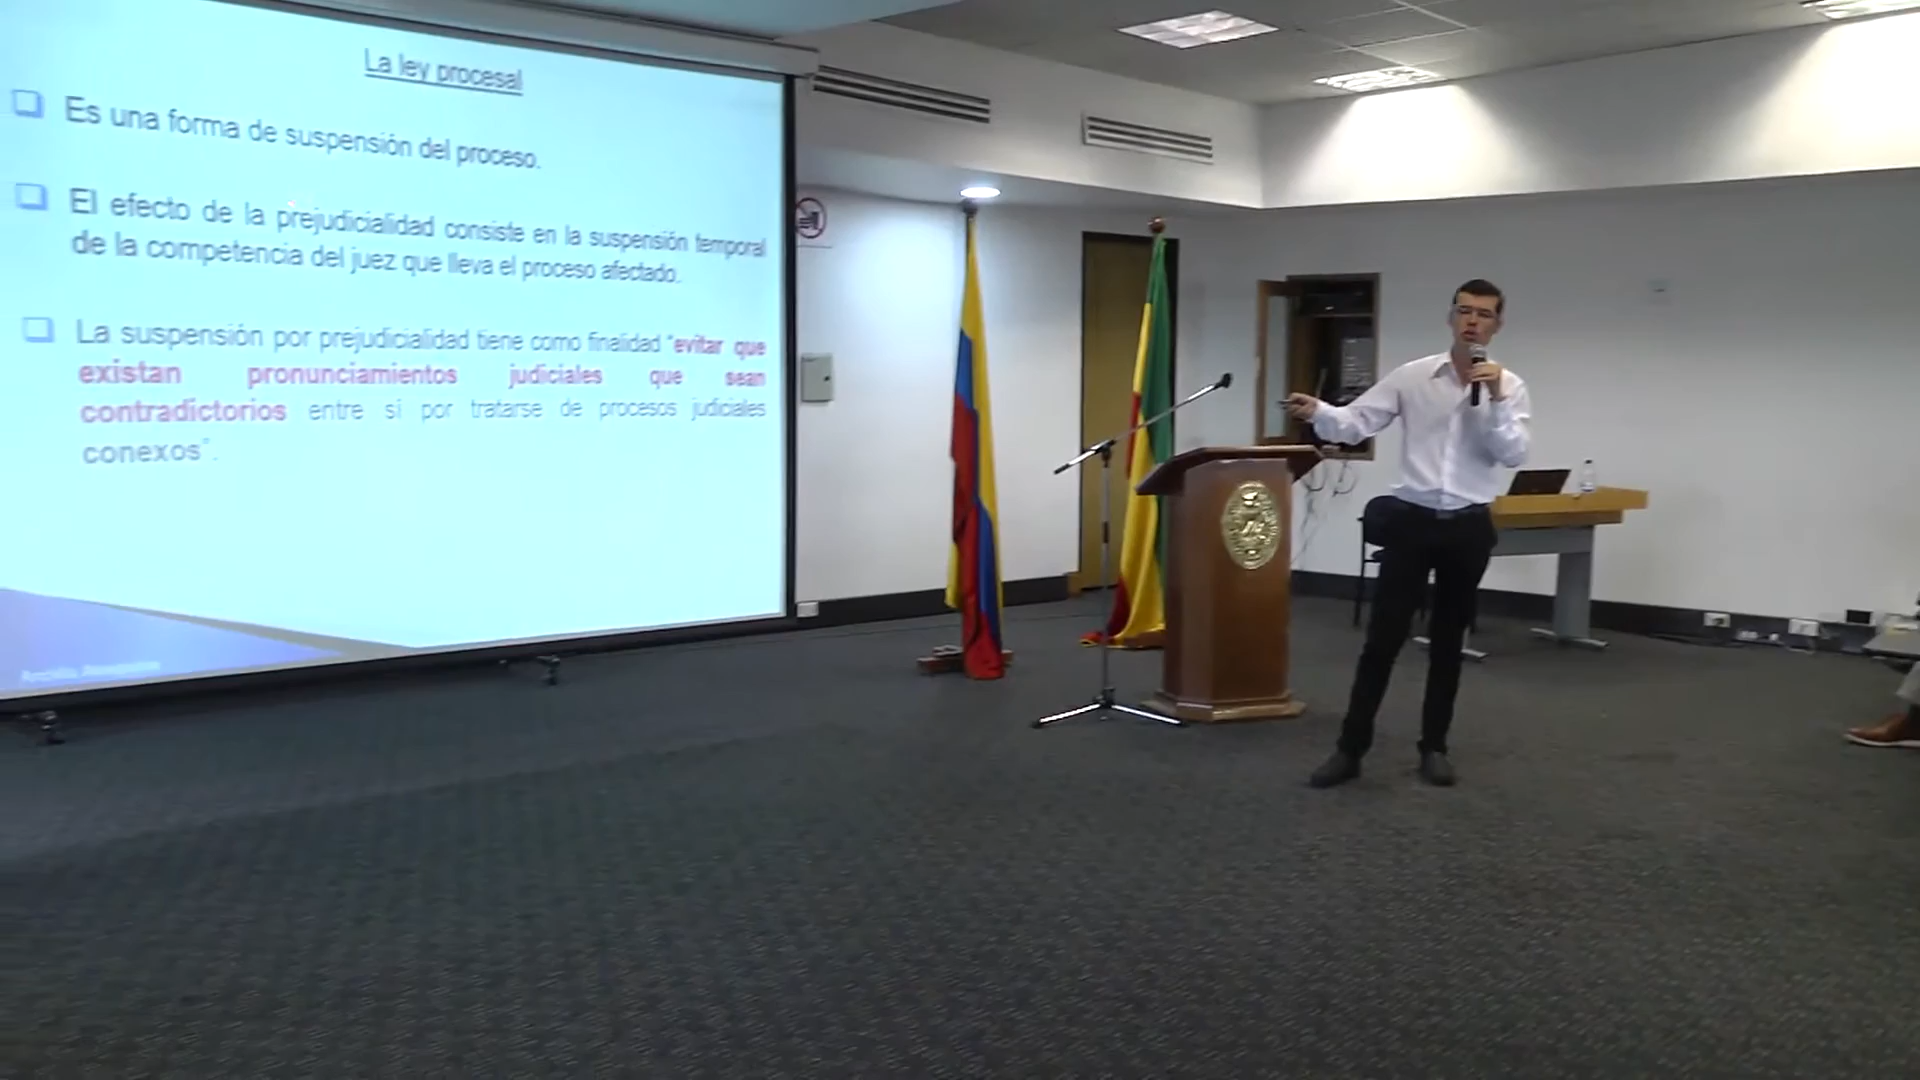 La ley procesal
Es una forma de suspensión del proceso.
El efecto de la prejudicialidad consiste en la suspensión temporal
de la competencia del juez que lleva el proceso afectado.
La suspensión por prejudicialidad tiene como finalidad “evitar que
existan pronunciamientos judiciales que sean
contradictorios entre sí por tratarse de procesos judiciales
conexos”.